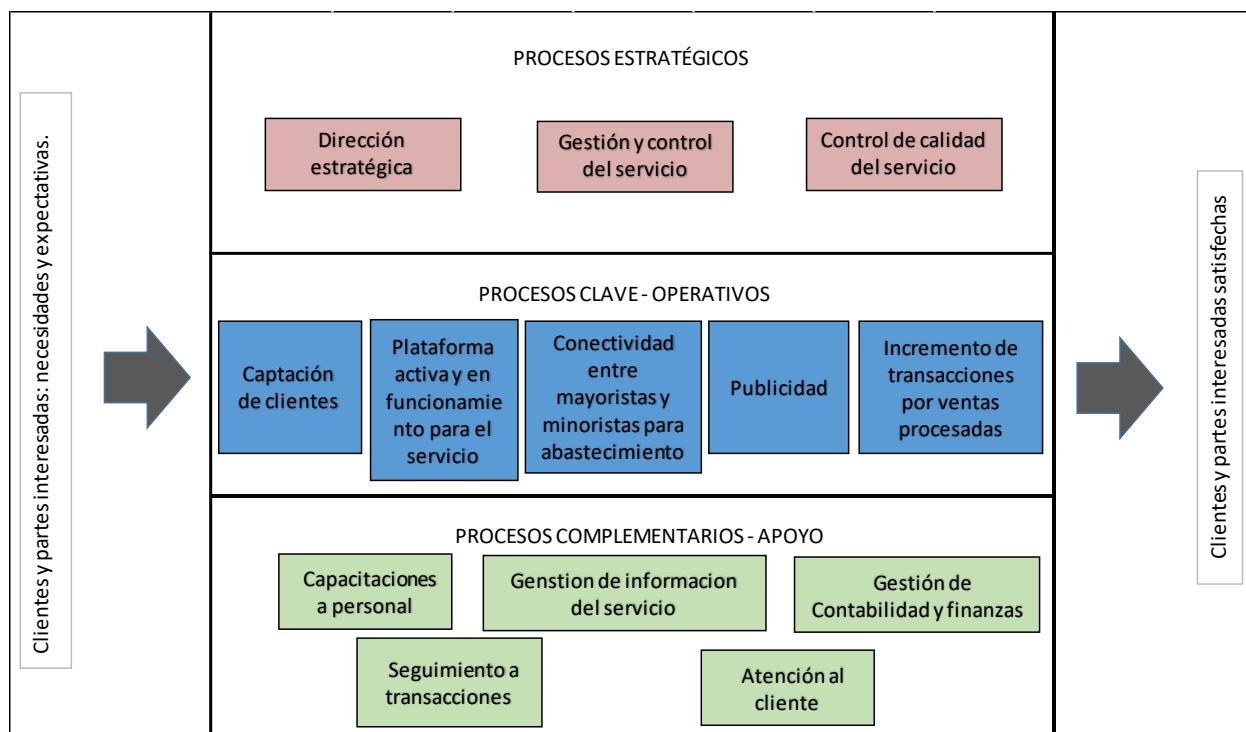 Clientes y partes interesadas: necesidades y expectativas.
PROCESOS ESTRATÉGICOS
Dirección
estratégica
Gestión y control
del servicio
Control de calidad
del servicio
PROCESOS CLAVE - OPERATIVOS
Captación
de clientes
Plataforma
activa y en
funcionamie
nto para el
servicio
Conectividad
entre
mayoristas y
minoristas para
abastecimiento
Publicidad
Incremento de
transacciones
por ventas
procesadas
PROCESOS COMPLEMENTARIOS - APOYO
Capacitaciones
a personal
Genstion de informacion
del servicio
Gestión de
Contabilidad y finanzas
Seguimiento a
transacciones
Atención al
cliente
Clientes y partes interesadas satisfechas